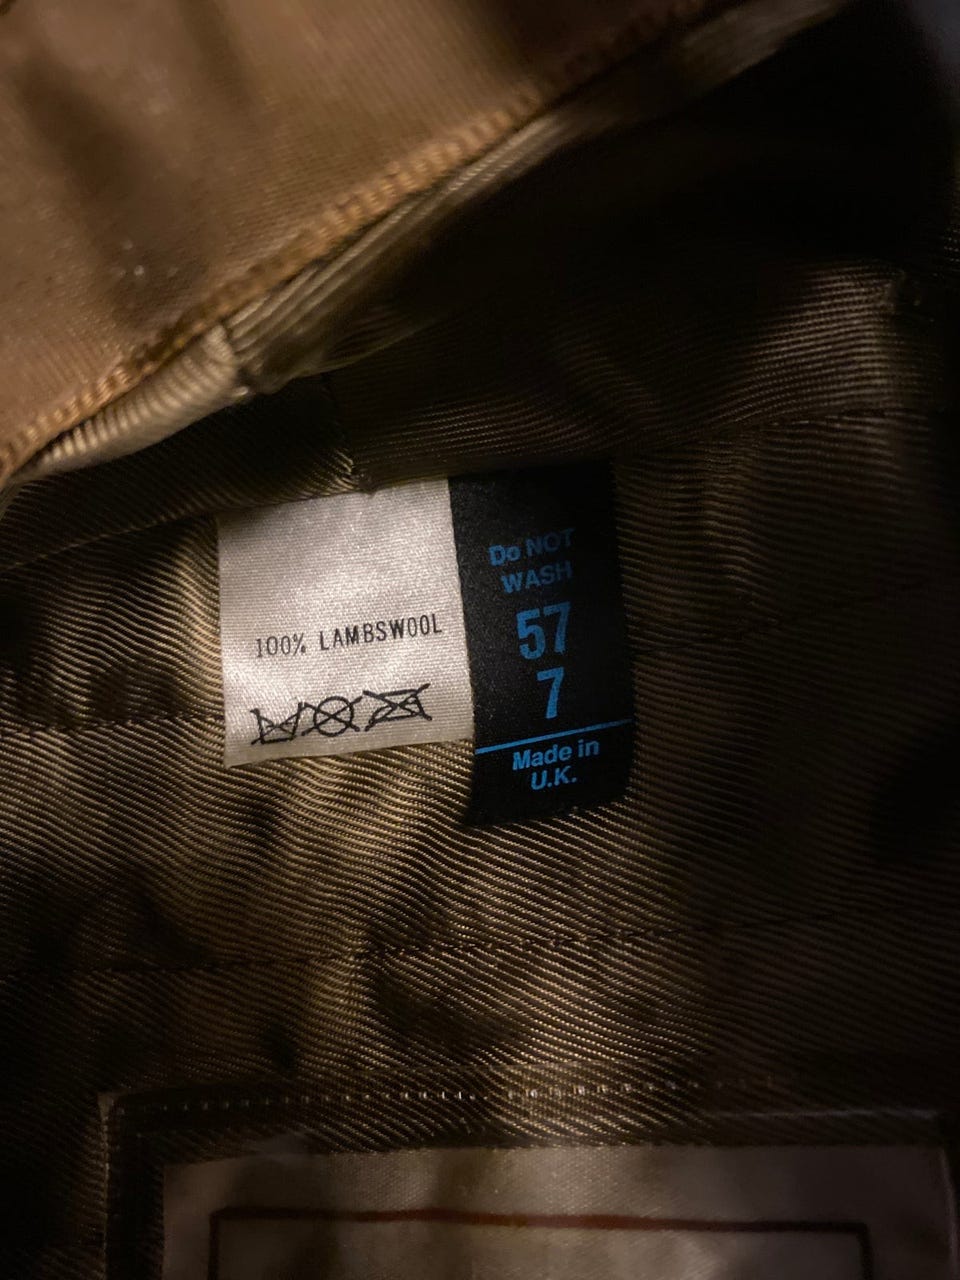 100% LAMBSWOOL
Do NOT
WASH
57
7
Made in
U.K.